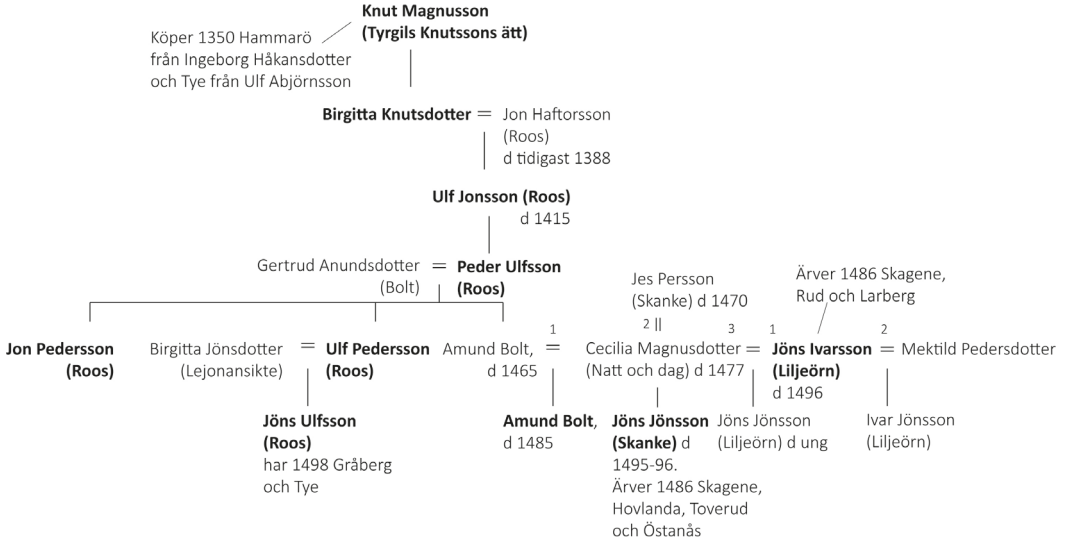 Knut Magnusson
(Tyrgils Knutssons ätt)
Köper 1350 Hammarö
från Ingeborg Håkansdotter
och Tye från Ulf Abjörnsson
Birgitta Knutsdotter = Jon Haftorsson
(Roos)
d tidigast 1388
Ulf Jonsson (Roos)
d 1415
Gertrud Anundsdotter = Peder Ulfsson
(Bolt) (Roos)
Jes Persson
(Skanke) d 1470
Ärver 1486 Skagene,
Rud och Larberg
1 2 || 3 1 2
Jon Pedersson
(Roos)
Birgitta Jönsdotter = Ulf Pedersson
(Lejonansikte) (Roos)
Amund Bolt, =
d 1465
Cecilia Magnusdotter = Jöns Ivarsson = Mektild Pedersdotter
(Natt och dag) d 1477 (Liljeörn)
d 1496
Jöns Ulfsson
(Roos)
har 1498 Gråberg
och Tye
Amund Bolt,
d 1485
Jöns Jönsson
(Skanke) d
1495-96.
Ärver 1486 Skagene,
Hovlanda, Toverud
och Östanås
Jöns Jönsson
(Liljeörn) d ung
Ivar Jönsson
(Liljeörn)